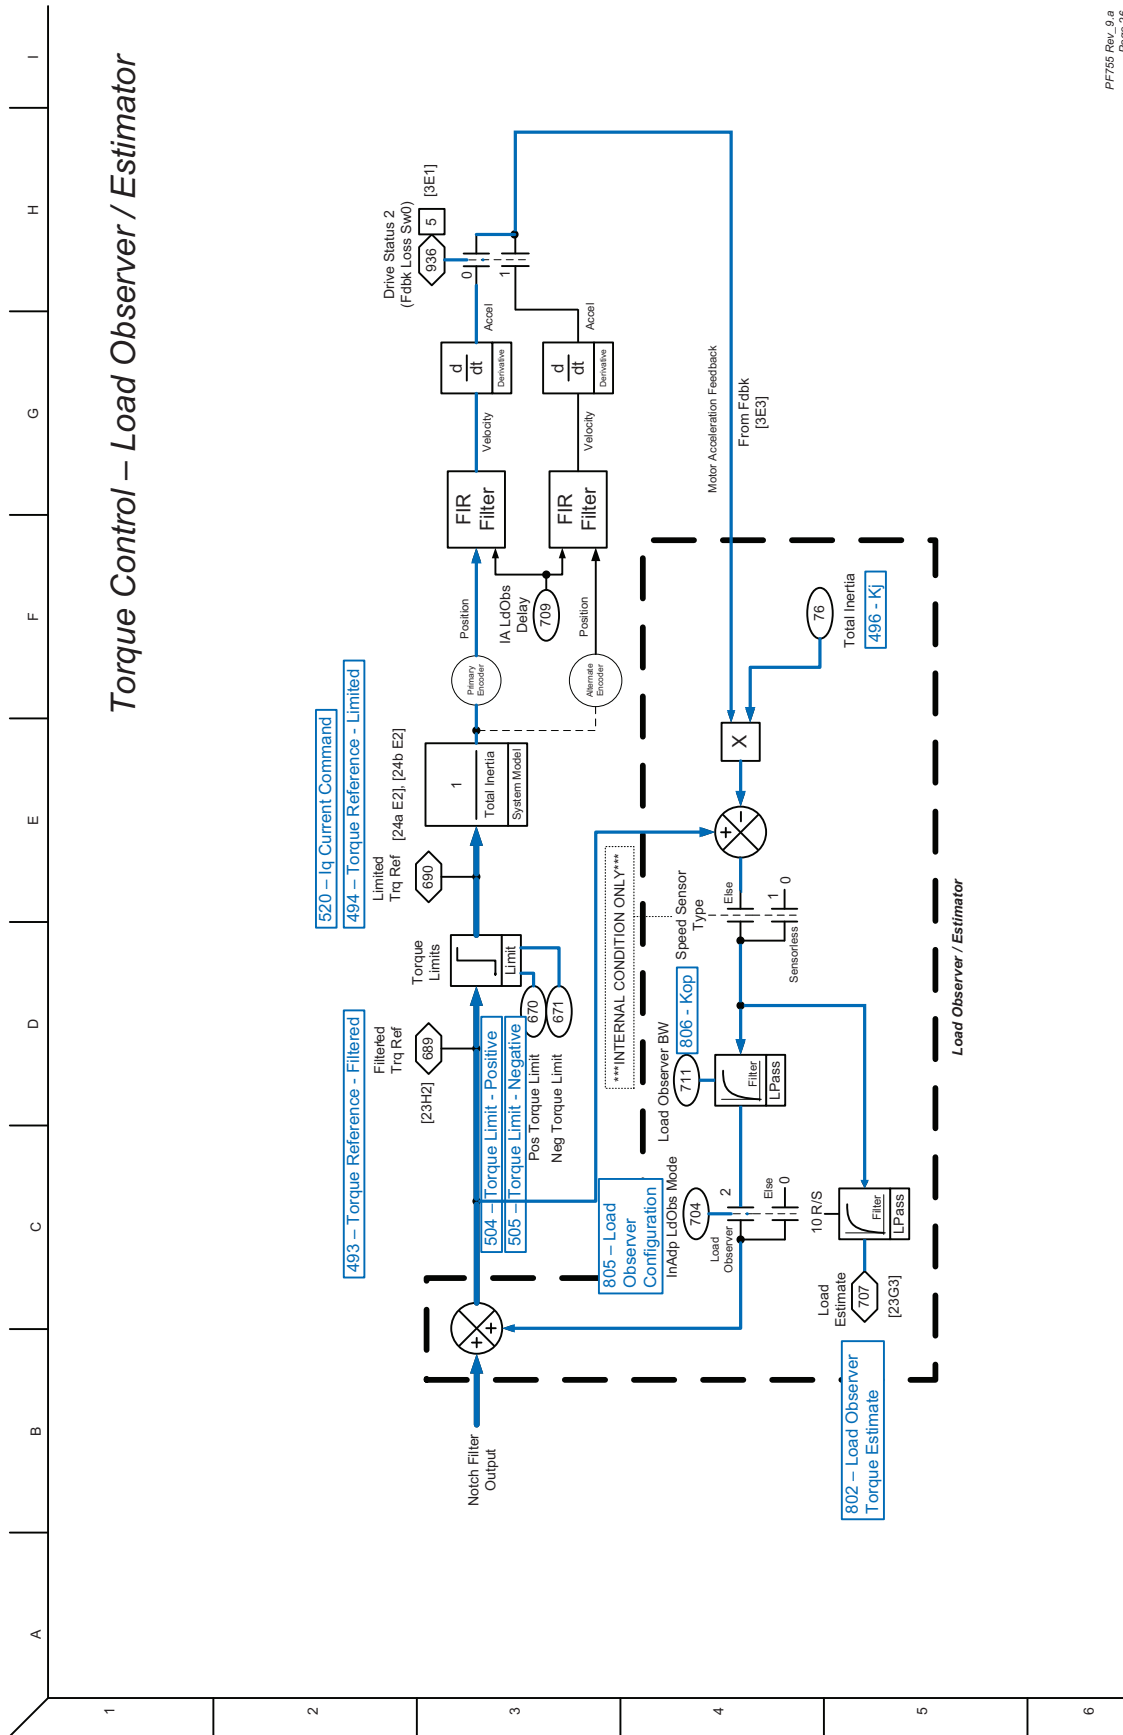 Torque Control – Load Observer / Estimator
A
B
C
D
E
F
G
H
I
1
2
3
4
5
6
520 – Iq Current Command
494 – Torque Reference - Limited
493 – Torque Reference - Filtered
Drive Status 2
(Fdbk Loss Sw0)
936
5
[3E1]
0
1
Filtered
Trq Ref
689
[23H2]
Torque
Limits
Limit
Limited
Trq Ref
690
[24a E2], [24b E2]
1
Total Inertia
System Model
Primary
Encoder
Position
FIR
Filter
Velocity
d
dt
Derivative
Accel
Notch Filter
Output
+
+
504 – Torque Limit - Positive
505 – Torque Limit - Negative
670
671
Pos Torque Limit
Neg Torque Limit
IA LdObs
Delay
709
Alternate
Encoder
Position
FIR
Filter
Velocity
d
dt
Derivative
Accel
***INTERNAL CONDITION ONLY***
805 – Load
Observer
Configuration
InAdp LdObs Mode
704
Load
Observer
2
Else
0
Load Observer BW
711
806 - Kop
Filter
LPass
Speed Sensor
Type
Else
Sensorless
1
0
+
–
X
Motor Acceleration Feedback
From Fdbk
[3E3]
76
Total Inertia
496 - Kj
10 R/S
Filter
LPass
Load
Estimate
707
[23G3]
802 – Load Observer
Torque Estimate
Load Observer / Estimator
PF755 Rev_9.a